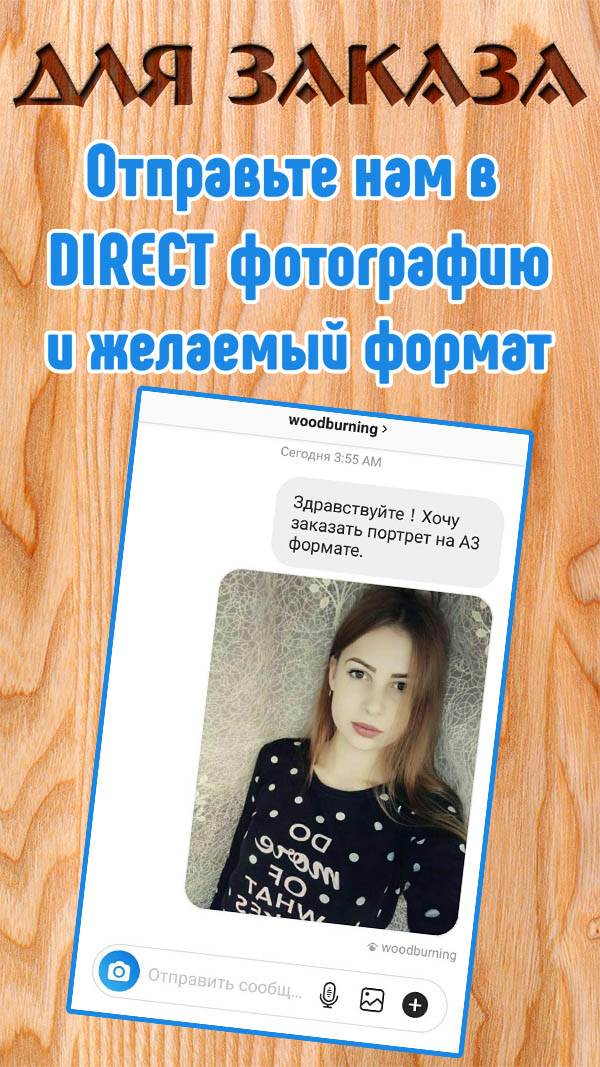 ДЛЯ ЗАКАЗА
Отправьте нам в
DIRECT фотографию
и желаемый формат
woodburning >
Сегодня 3:55 AM
Здравствуйте ! Хочу
заказать портрет на А3
формате.
DO
more
OF
WHAT
MAKES
woodburning
Отправить сообщ...